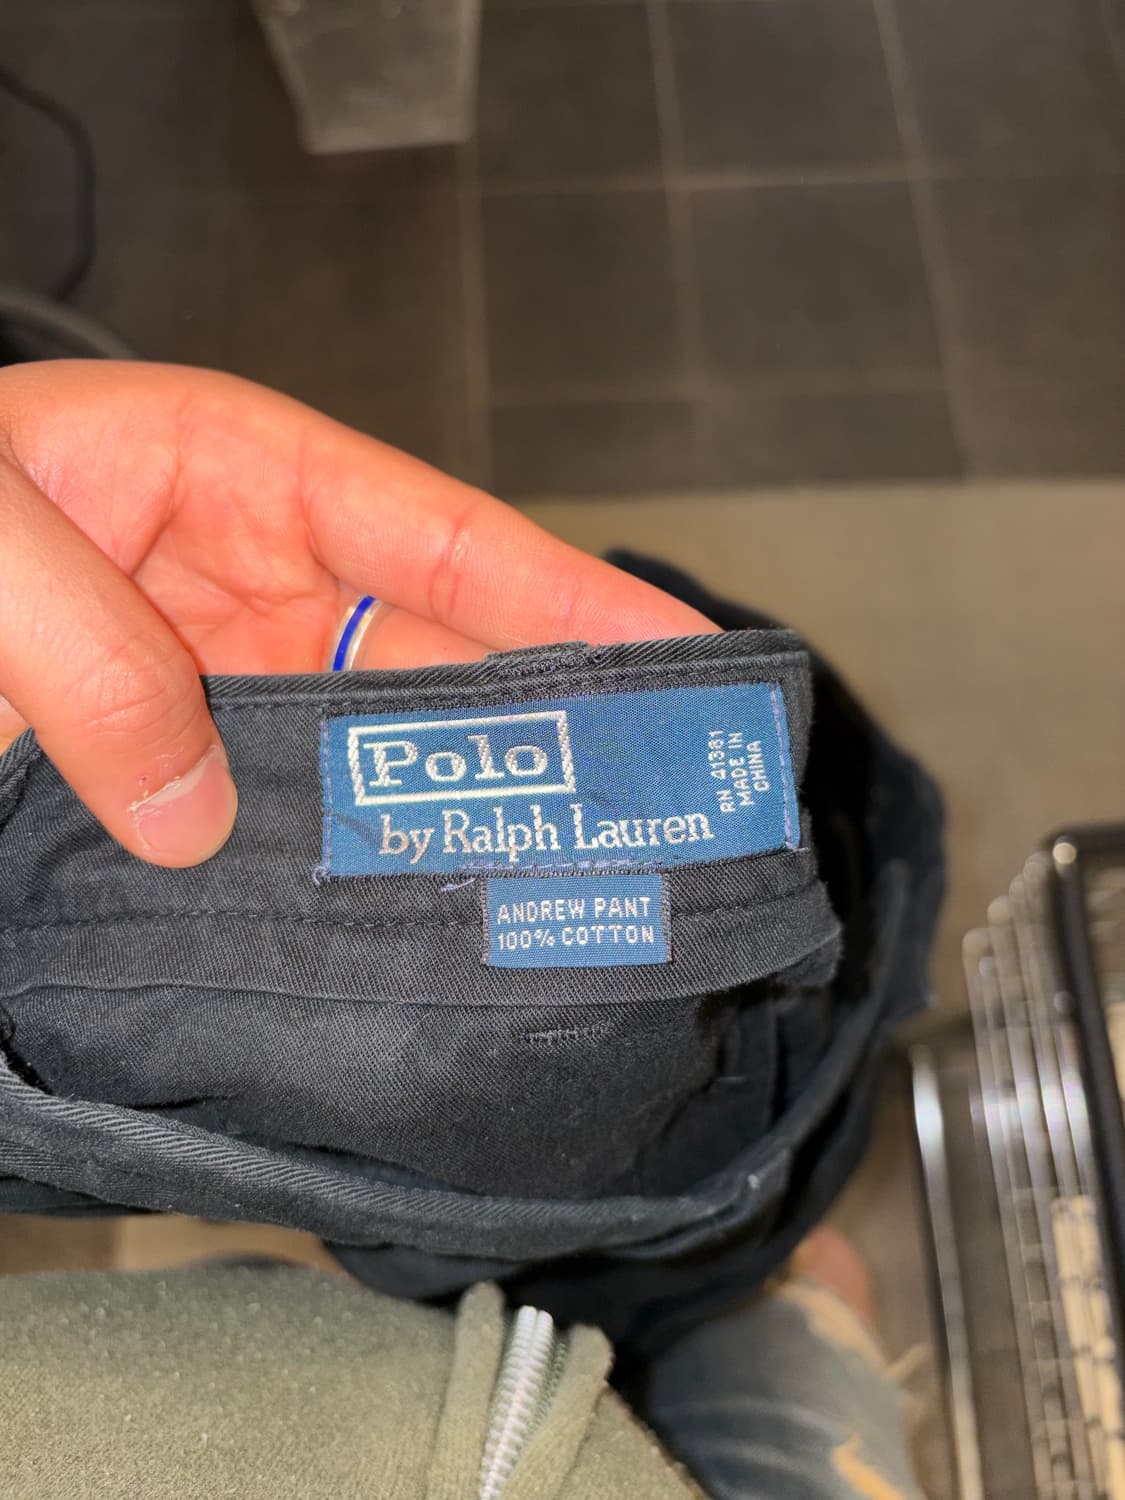 Polo
by Ralph Lauren
RN 41381
MADE IN
CHINA
ANDREW PANT
100% COTTON